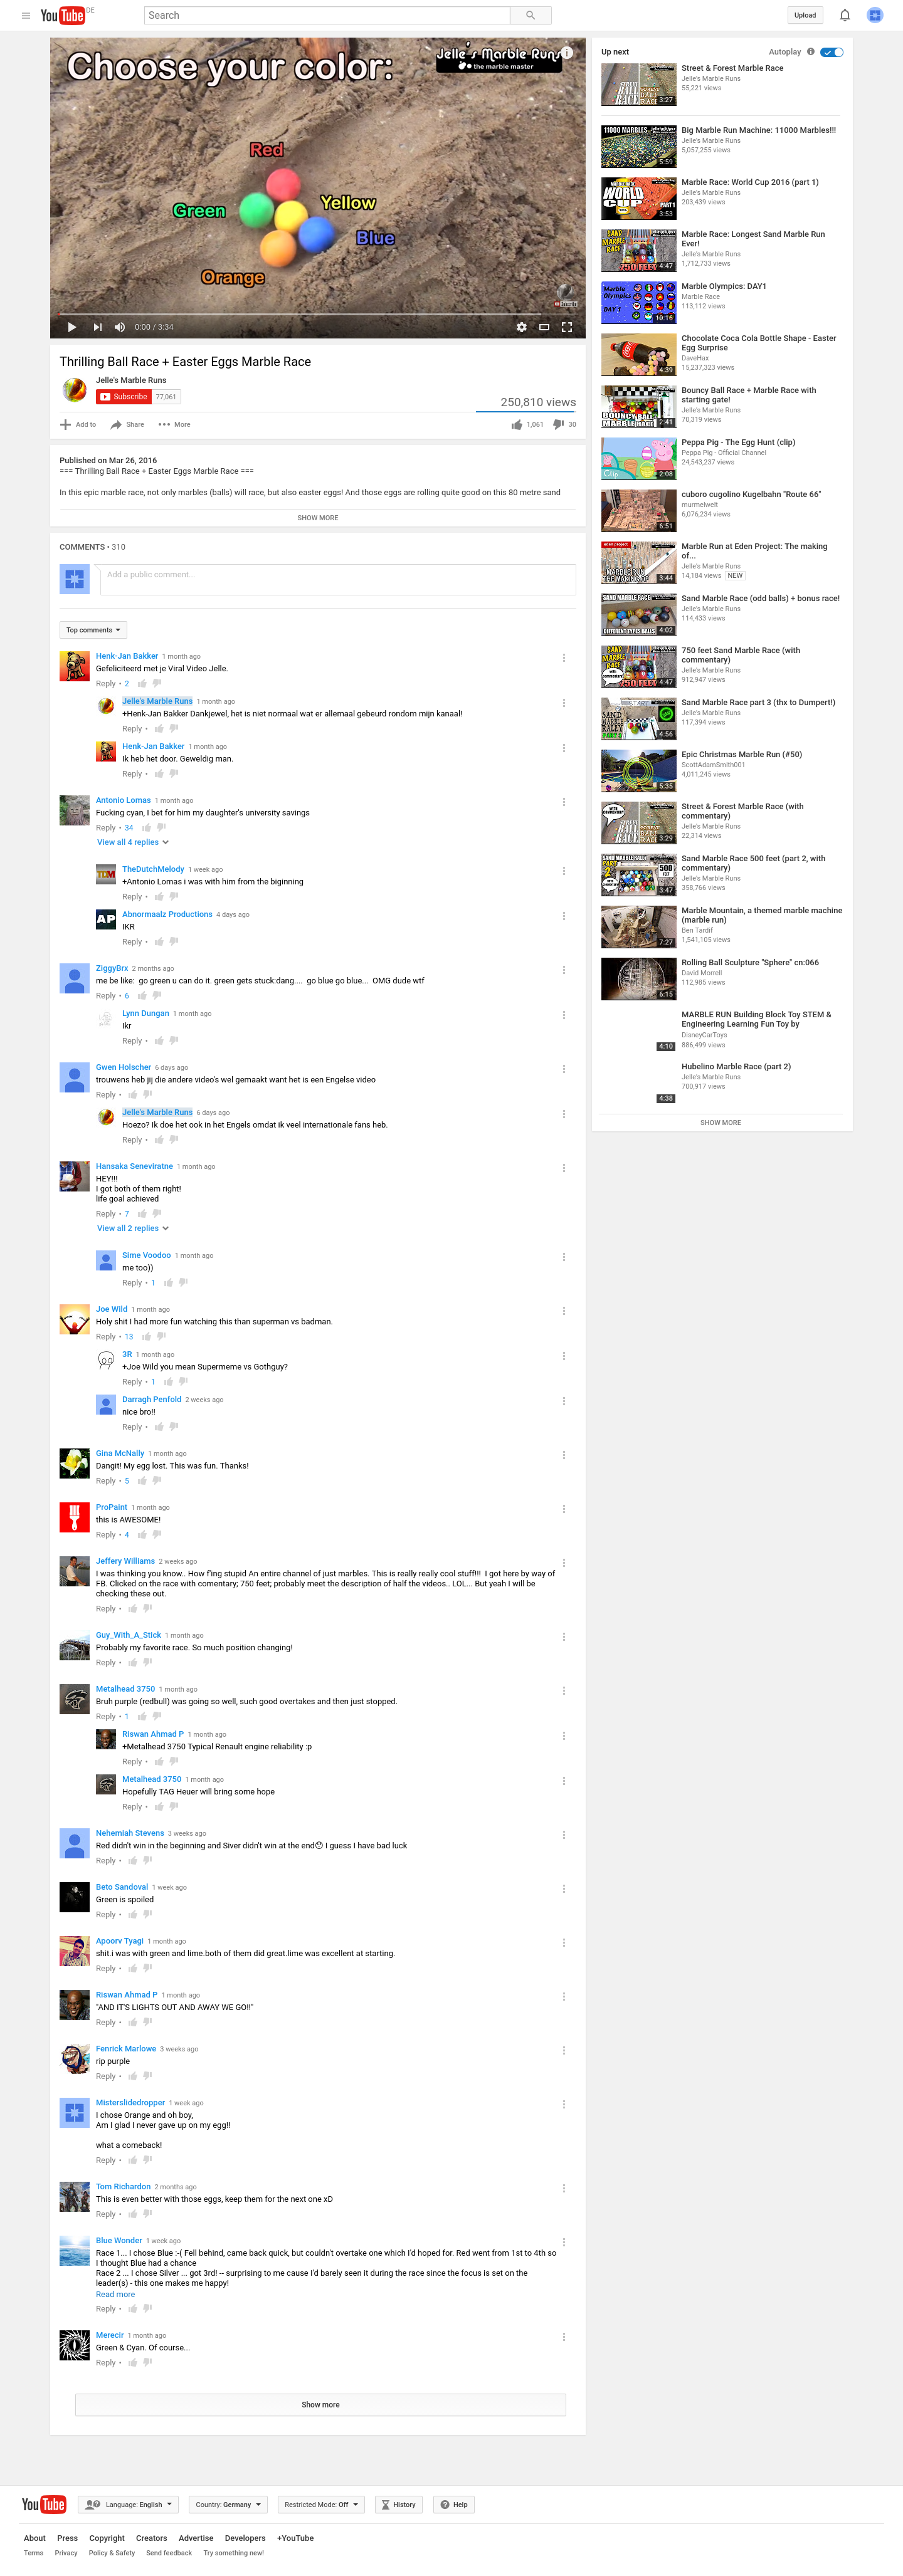 YouTube DE
Search
Upload
Choose your color:
Jelle's Marble Runs
the marble master
Red
Green
Yellow
Blue
Orange
0:00 / 3:34
Thrilling Ball Race + Easter Eggs Marble Race
Jelle's Marble Runs
Subscribe 77,061
250,810 views
Add to Share More
1,061 30
Published on Mar 26, 2016
=== Thrilling Ball Race + Easter Eggs Marble Race ===
In this epic marble race, not only marbles (balls) will race, but also easter eggs! And those eggs are rolling quite good on this 80 metre sand
SHOW MORE
COMMENTS • 310
Add a public comment...
Top comments
Henk-Jan Bakker 1 month ago
Gefeliciteerd met je Viral Video Jelle.
Reply • 2
Jelle's Marble Runs 1 month ago
+Henk-Jan Bakker Dankjewel, het is niet normaal wat er allemaal gebeurd rondom mijn kanaal!
Reply •
Henk-Jan Bakker 1 month ago
Ik heb het door. Geweldig man.
Reply •
Antonio Lomas 1 month ago
Fucking cyan, I bet for him my daughter's university savings
Reply • 34
View all 4 replies
TheDutchMelody 1 week ago
+Antonio Lomas i was with him from the biginning
Reply •
Abnormaalz Productions 4 days ago
IKR
Reply •
ZiggyBrx 2 months ago
me be like: go green u can do it. green gets stuck:dang.... go blue go blue... OMG dude wtf
Reply • 6
Lynn Dungan 1 month ago
Ikr
Reply •
Gwen Holscher 6 days ago
trouwens heb jij die andere video's wel gemaakt want het is een Engelse video
Reply •
Jelle's Marble Runs 6 days ago
Hoezo? Ik doe het ook in het Engels omdat ik veel internationale fans heb.
Reply •
Hansaka Seneviratne 1 month ago
HEY!!!
I got both of them right!
life goal achieved
Reply • 7
View all 2 replies
Sime Voodoo 1 month ago
me too))
Reply • 1
Joe Wild 1 month ago
Holy shit I had more fun watching this than superman vs badman.
Reply • 13
3R 1 month ago
+Joe Wild you mean Supermeme vs Gothguy?
Reply • 1
Darragh Penfold 2 weeks ago
nice bro!!
Reply •
Gina McNally 1 month ago
Dangit! My egg lost. This was fun. Thanks!
Reply • 5
ProPaint 1 month ago
this is AWESOME!
Reply • 4
Jeffery Williams 2 weeks ago
I was thinking you know.. How f'ing stupid An entire channel of just marbles. This is really really cool stuff!!! I got here by way of
FB. Clicked on the race with comentary; 750 feet; probably meet the description of half the videos.. LOL... But yeah I will be
checking these out.
Reply •
Guy_With_A_Stick 1 month ago
Probably my favorite race. So much position changing!
Reply •
Metalhead 3750 1 month ago
Bruh purple (redbull) was going so well, such good overtakes and then just stopped.
Reply • 1
Riswan Ahmad P 1 month ago
+Metalhead 3750 Typical Renault engine reliability :p
Reply •
Metalhead 3750 1 month ago
Hopefully TAG Heuer will bring some hope
Reply •
Nehemiah Stevens 3 weeks ago
Red didn't win in the beginning and Siver didn't win at the end I guess I have bad luck
Reply •
Beto Sandoval 1 week ago
Green is spoiled
Reply •
Apoorv Tyagi 1 month ago
shit.i was with green and lime.both of them did great.lime was excellent at starting.
Reply •
Riswan Ahmad P 1 month ago
"AND IT'S LIGHTS OUT AND AWAY WE GO!!"
Reply •
Fenrick Marlowe 3 weeks ago
rip purple
Reply •
Misterslidedropper 1 week ago
I chose Orange and oh boy,
Am I glad I never gave up on my egg!!
what a comeback!
Reply •
Tom Richardon 2 months ago
This is even better with those eggs, keep them for the next one xD
Reply •
Blue Wonder 1 week ago
Race 1... I chose Blue :-( Fell behind, came back quick, but couldn't overtake one which I'd hoped for. Red went from 1st to 4th so
I thought Blue had a chance
Race 2 ... I chose Silver ... got 3rd! -- surprising to me cause I'd barely seen it during the race since the focus is set on the
leader(s) - this one makes me happy!
Read more
Reply •
Merecir 1 month ago
Green & Cyan. Of course...
Reply •
Show more
Up next Autoplay
Street & Forest Marble Race
Jelle's Marble Runs
55,221 views
3:27
Big Marble Run Machine: 11000 Marbles!!!
Jelle's Marble Runs
5,057,255 views
11000 MARBLES
5:59
Marble Race: World Cup 2016 (part 1)
Jelle's Marble Runs
203,439 views
WORLD CUP PART 1
3:53
Marble Race: Longest Sand Marble Run
Ever!
Jelle's Marble Runs
1,712,733 views
SAND MARBLE RACE 750 FEET
4:47
Marble Olympics: DAY1
Marble Race
113,112 views
Marble Olympics DAY 1
10:16
Chocolate Coca Cola Bottle Shape - Easter
Egg Surprise
DaveHax
15,237,323 views
4:39
Bouncy Ball Race + Marble Race with
starting gate!
Jelle's Marble Runs
70,319 views
BOUNCY BALL MARBLE RACE
2:41
Peppa Pig - The Egg Hunt (clip)
Peppa Pig - Official Channel
24,543,237 views
Clip
2:08
cuboro cugolino Kugelbahn "Route 66"
murmelwelt
6,076,234 views
6:51
Marble Run at Eden Project: The making
of...
Jelle's Marble Runs
14,184 views NEW
eden project
MARBLE RUN THE MAKING OF
3:44
Sand Marble Race (odd balls) + bonus race!
Jelle's Marble Runs
114,433 views
SAND MARBLE RACE
DIFFERENT TYPES BALLS
4:02
750 feet Sand Marble Race (with
commentary)
Jelle's Marble Runs
912,947 views
SAND MARBLE RACE 750 FEET
4:47
Sand Marble Race part 3 (thx to Dumpert!)
Jelle's Marble Runs
117,394 views
4:56
Epic Christmas Marble Run (#50)
ScottAdamSmith001
4,011,245 views
5:35
Street & Forest Marble Race (with
commentary)
Jelle's Marble Runs
22,314 views
3:29
Sand Marble Race 500 feet (part 2, with
commentary)
Jelle's Marble Runs
358,766 views
SAND MARBLE RALLY PART 2 500 FEET
3:47
Marble Mountain, a themed marble machine
(marble run)
Ben Tardif
1,541,105 views
7:27
Rolling Ball Sculpture "Sphere" cn:066
David Morrell
112,985 views
6:15
MARBLE RUN Building Block Toy STEM &
Engineering Learning Fun Toy by
DisneyCarToys
886,499 views
4:10
Hubelino Marble Race (part 2)
Jelle's Marble Runs
700,917 views
4:38
SHOW MORE
YouTube Language: English Country: Germany Restricted Mode: Off History Help
About Press Copyright Creators Advertise Developers +YouTube
Terms Privacy Policy & Safety Send feedback Try something new!